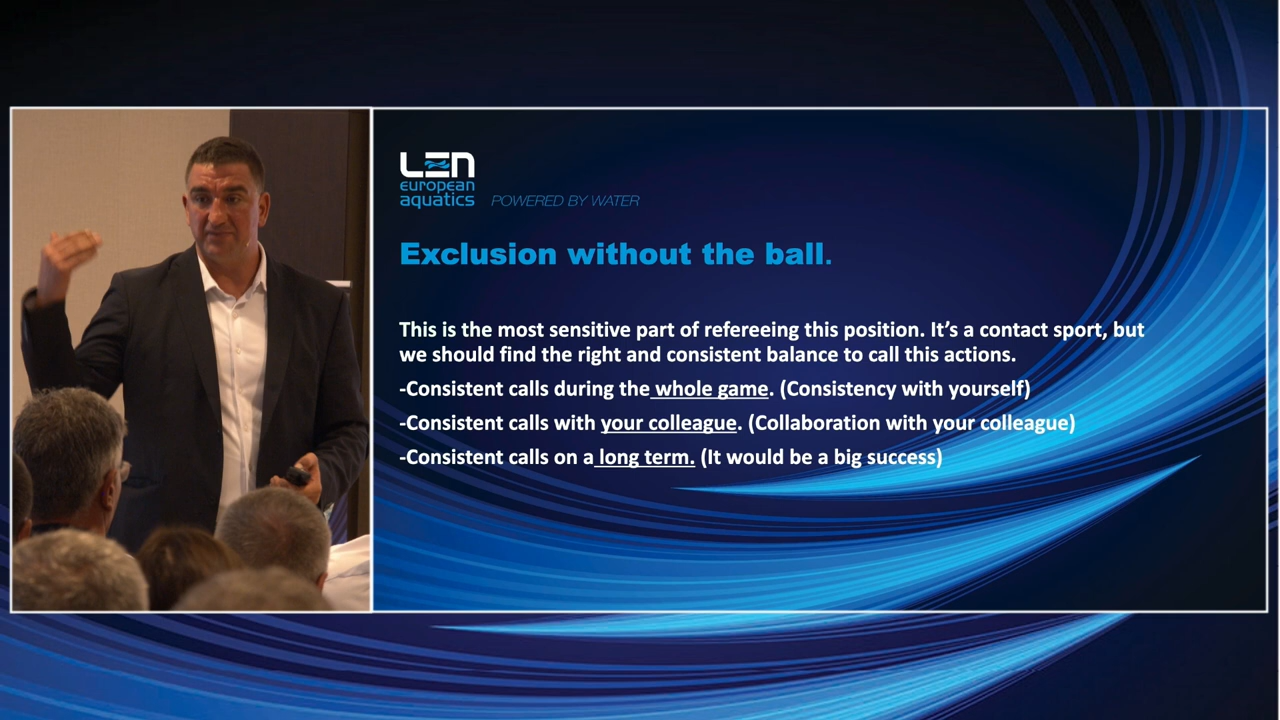 LEN
european
aquatics POWERED BY WATER
Exclusion without the ball.
This is the most sensitive part of refereeing this position. It’s a contact sport, but
we should find the right and consistent balance to call this actions.
-Consistent calls during the whole game. (Consistency with yourself)
-Consistent calls with your colleague. (Collaboration with your colleague)
-Consistent calls on a long term. (It would be a big success)